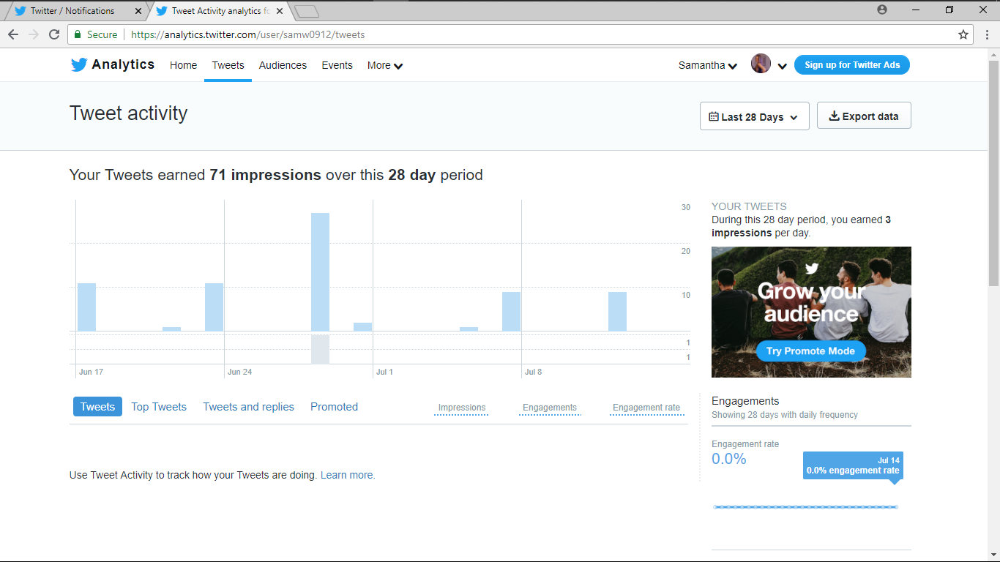 Twitter / Notifications
Tweet Activity analytics fo
Secure https://analytics.twitter.com/user/samw0912/tweets
Analytics Home Tweets Audiences Events More Samantha Sign up for Twitter Ads
Tweet activity
Last 28 Days
Export data
Your Tweets earned 71 impressions over this 28 day period
30
20
10
1
1
Jun 17 Jun 24 Jul 1 Jul 8
YOUR TWEETS
During this 28 day period, you earned 3
impressions per day.
Grow your
audience
Try Promote Mode
Tweets Top Tweets Tweets and replies Promoted Impressions Engagements Engagement rate
Use Tweet Activity to track how your Tweets are doing. Learn more.
Engagements
Showing 28 days with daily frequency
Engagement rate
0.0%
Jul 14
0.0% engagement rate